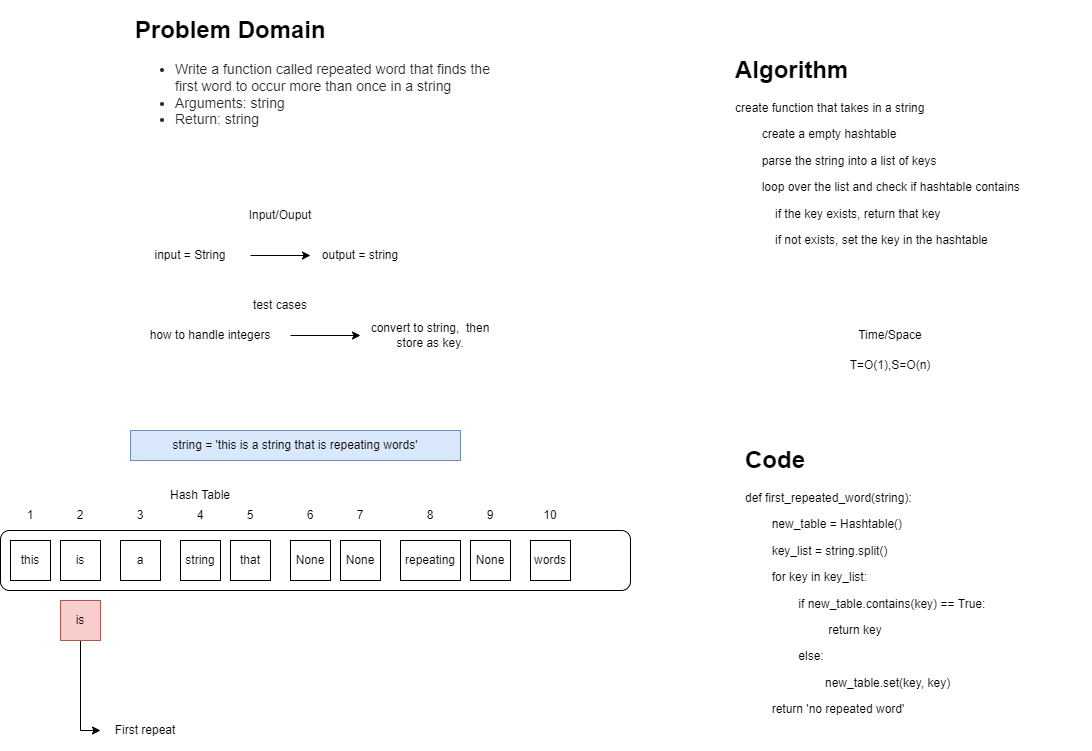 Problem Domain
Write a function called repeated word that finds the
first word to occur more than once in a string
Arguments: string
Return: string
Input/Ouput
input = String
output = string
test cases
how to handle integers
convert to string, then
store as key.
string = 'this is a string that is repeating words'
Hash Table
1 2 3 4 5 6 7 8 9 10
this is a string that None None repeating None words
is
First repeat
Algorithm
create function that takes in a string
create a empty hashtable
parse the string into a list of keys
loop over the list and check if hashtable contains
if the key exists, return that key
if not exists, set the key in the hashtable
Time/Space
T=O(1),S=O(n)
Code
def first_repeated_word(string):
new_table = Hashtable()
key_list = string.split()
for key in key_list:
if new_table.contains(key) == True:
return key
else:
new_table.set(key, key)
return 'no repeated word'